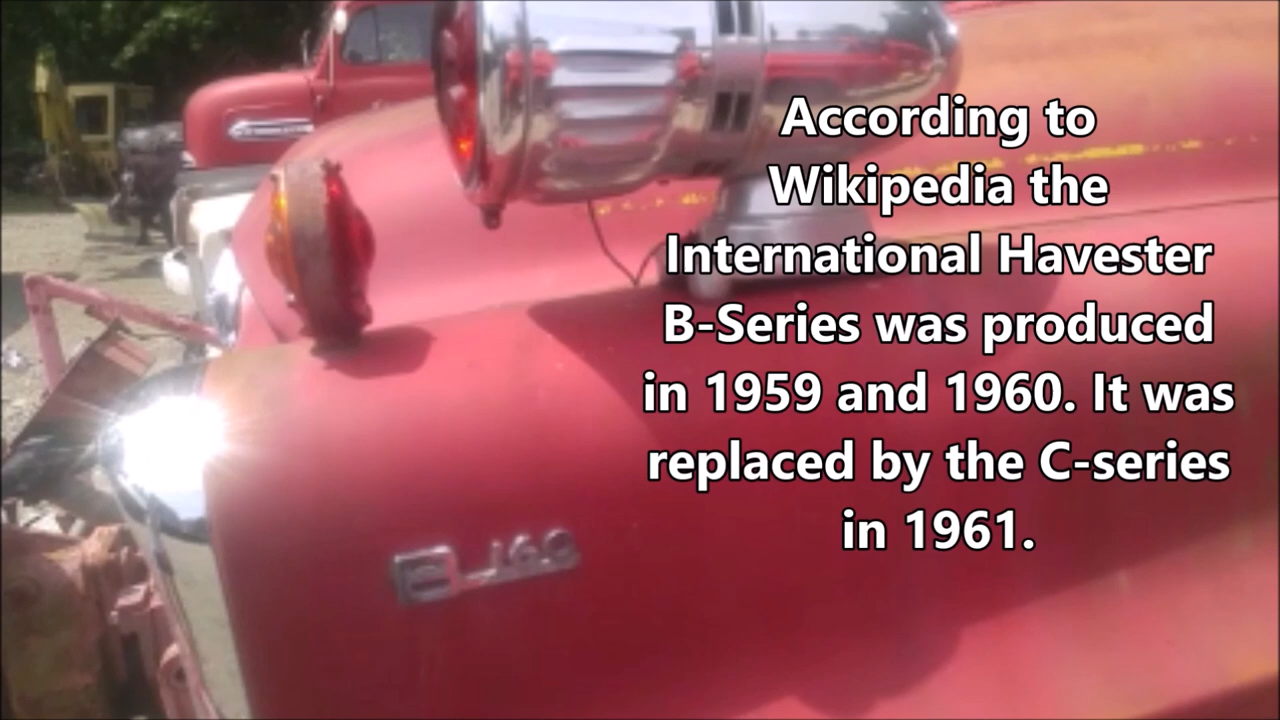 According to
Wikipedia the
International Havester
B-Series was produced
in 1959 and 1960. It was
replaced by the C-series
in 1961.
B-160